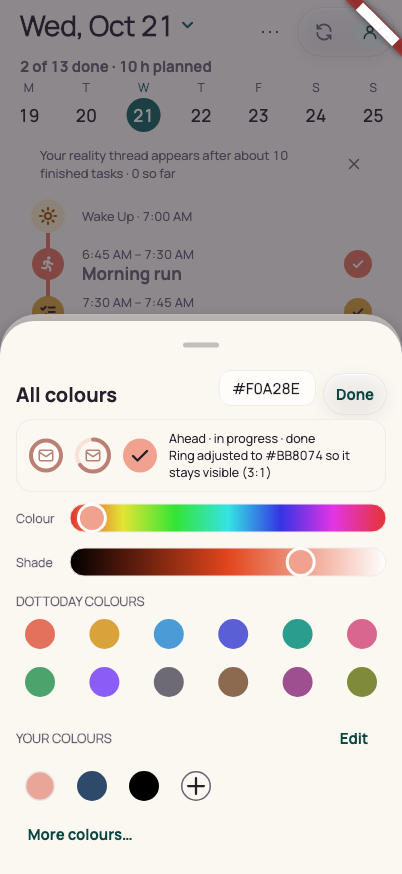 Wed, Oct 21
2 of 13 done · 10 h planned
M T W T F S S
19 20 21 22 23 24 25
Your reality thread appears after about 10
finished tasks · 0 so far
Wake Up · 7:00 AM
6:45 AM – 7:30 AM
Morning run
7:30 AM – 7:45 AM
All colours
#F0A28E
Done
Ahead · in progress · done
Ring adjusted to #BB8074 so it
stays visible (3:1)
Colour
Shade
DOTTODAY COLOURS
YOUR COLOURS
Edit
More colours...